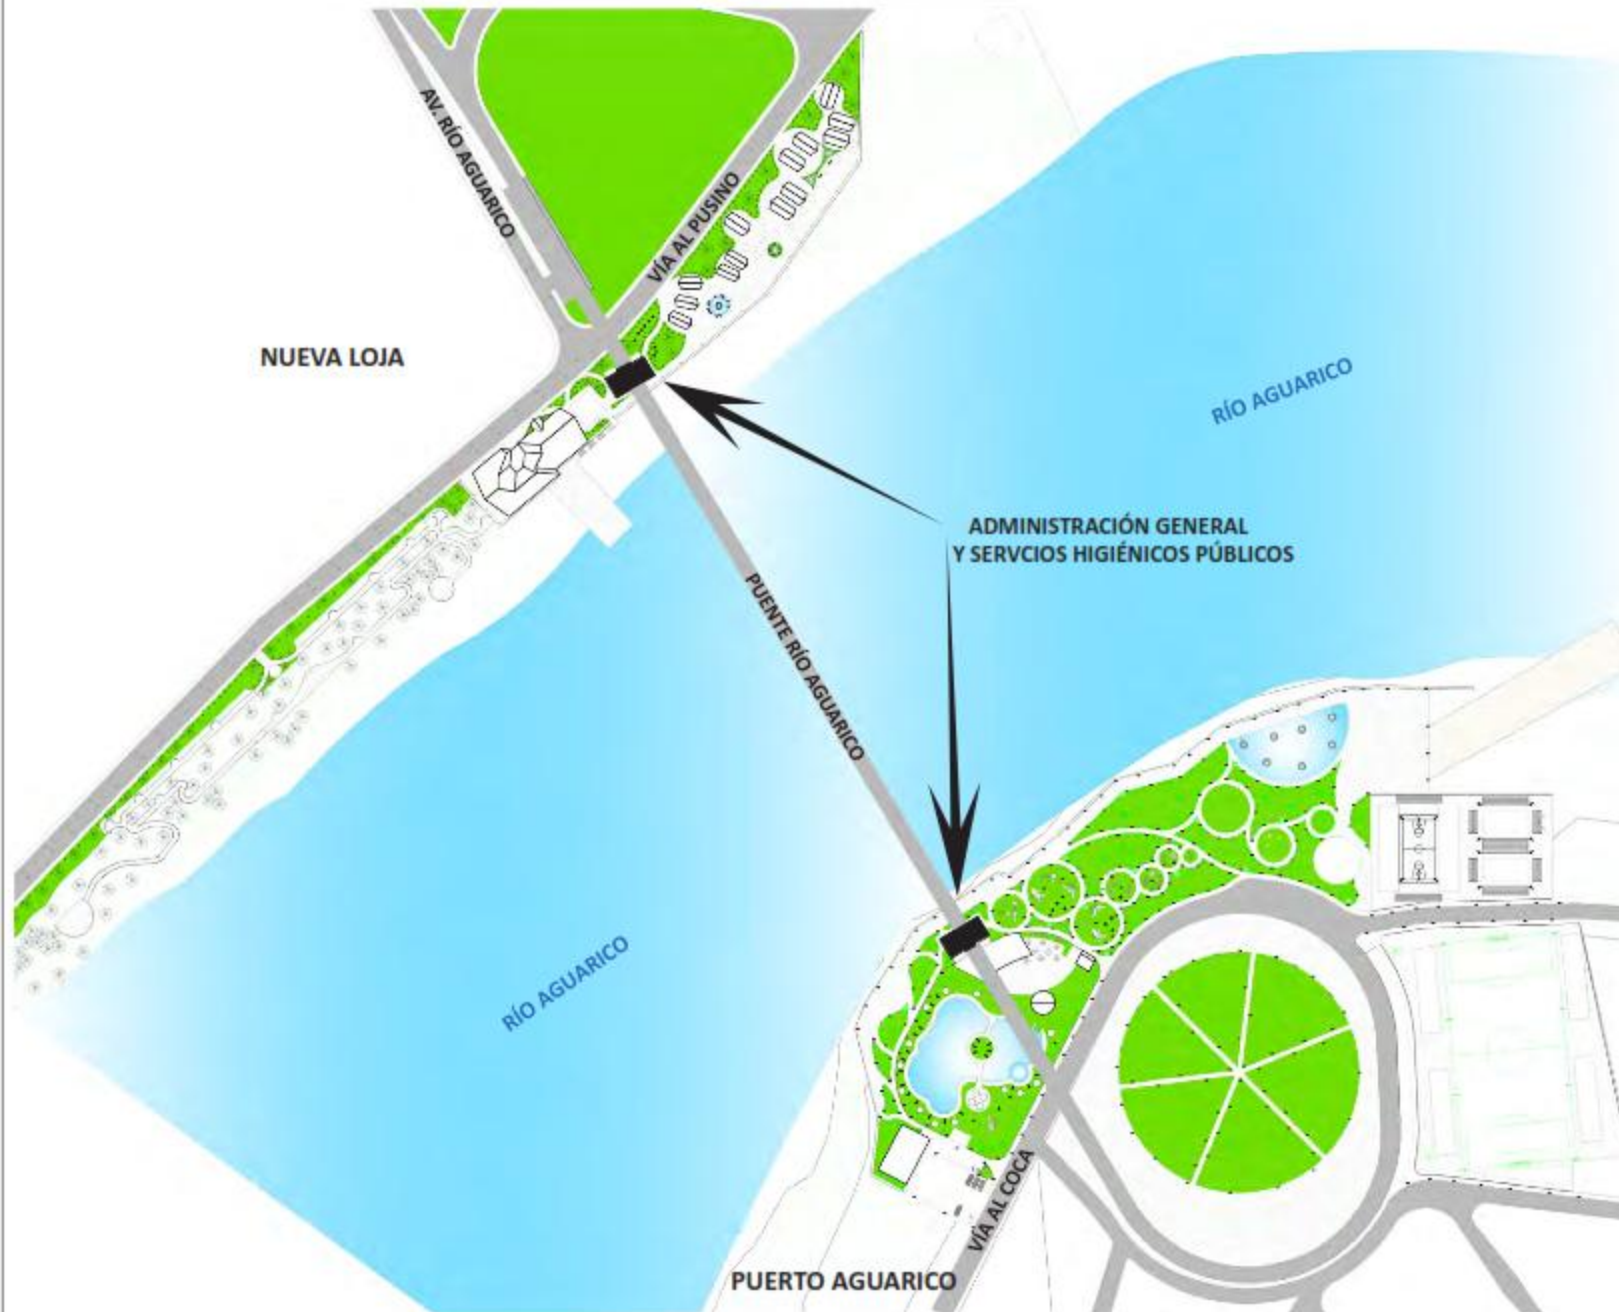 AV. RÍO AGUARICO
VÍA AL PUSINO
NUEVA LOJA
RÍO AGUARICO
ADMINISTRACIÓN GENERAL
Y SERVCIOS HIGIÉNICOS PÚBLICOS
PUENTE RÍO AGUARICO
RÍO AGUARICO
VÍA AL COCA
PUERTO AGUARICO